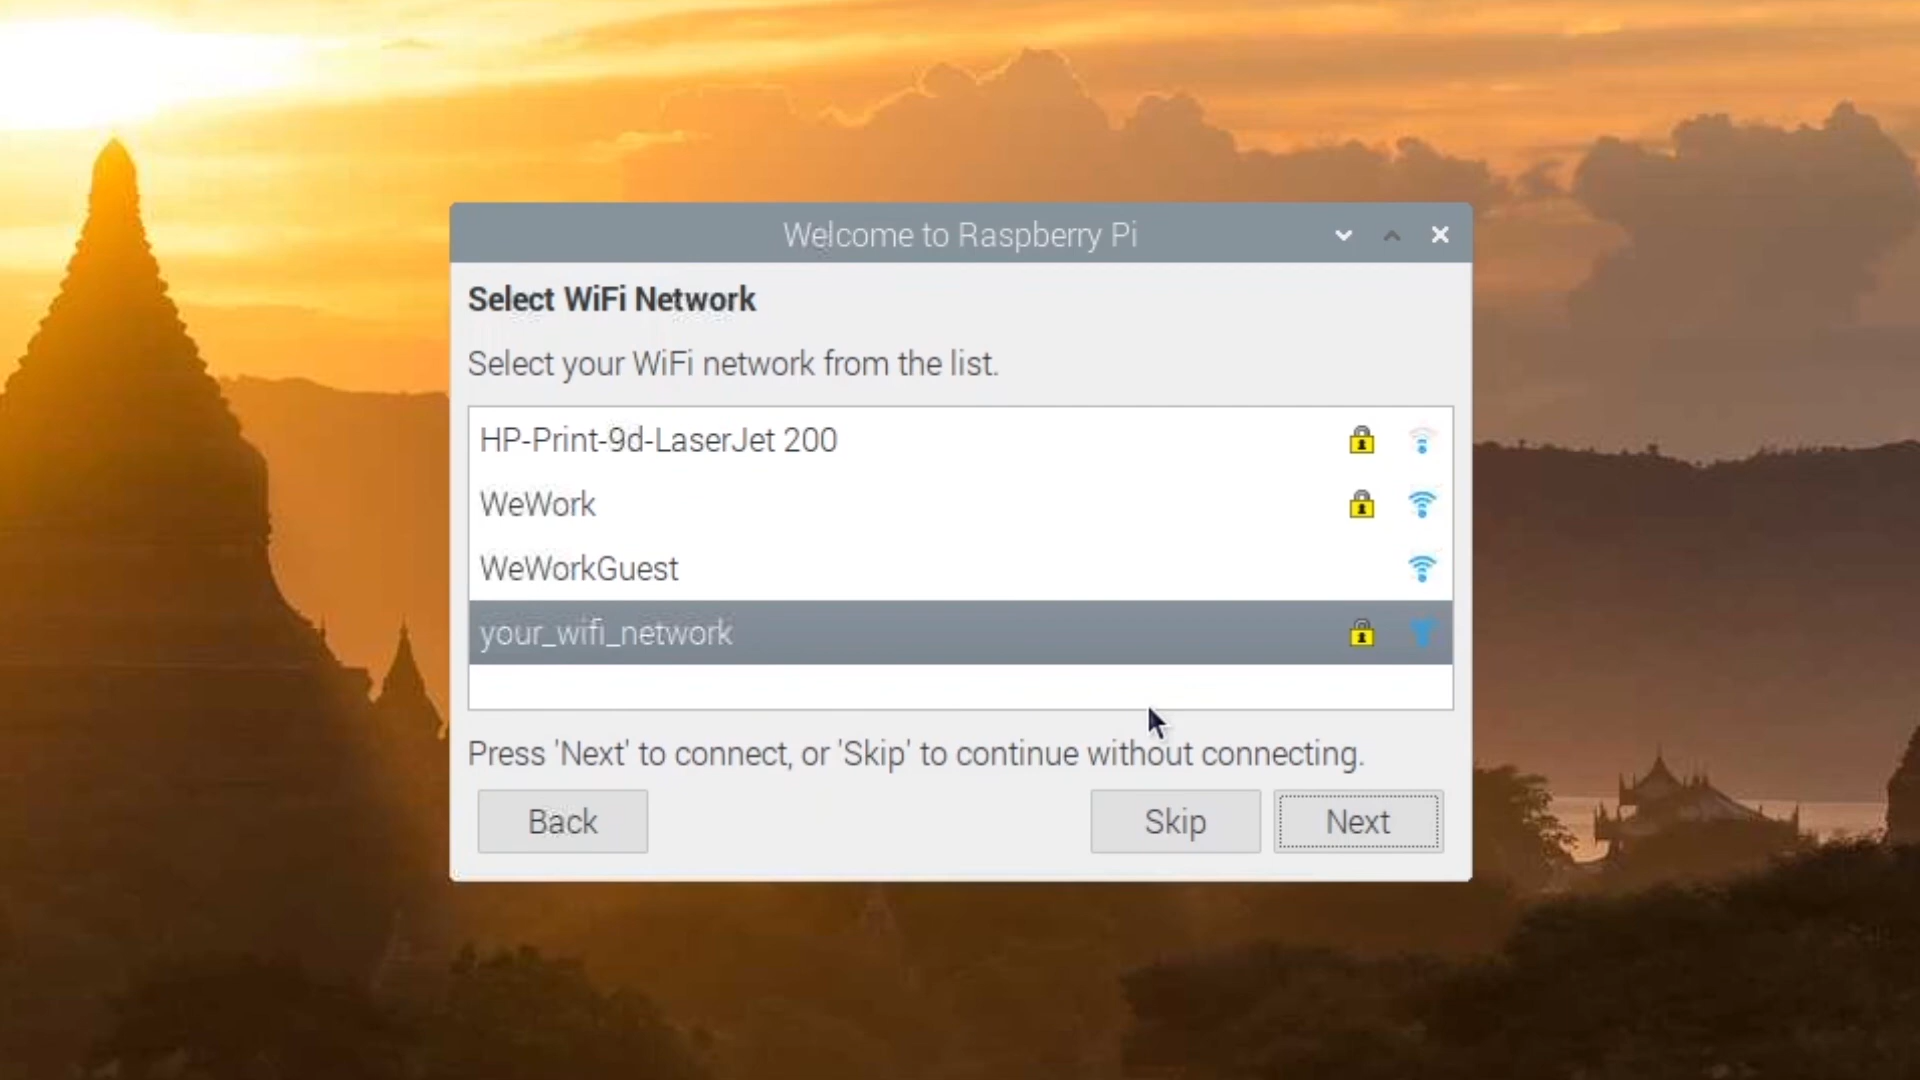 Welcome to Raspberry Pi
Select WiFi Network
Select your WiFi network from the list.
HP-Print-9d-LaserJet 200
WeWork
WeWorkGuest
your_wifi_network
Press 'Next' to connect, or 'Skip' to continue without connecting.
Back Skip Next